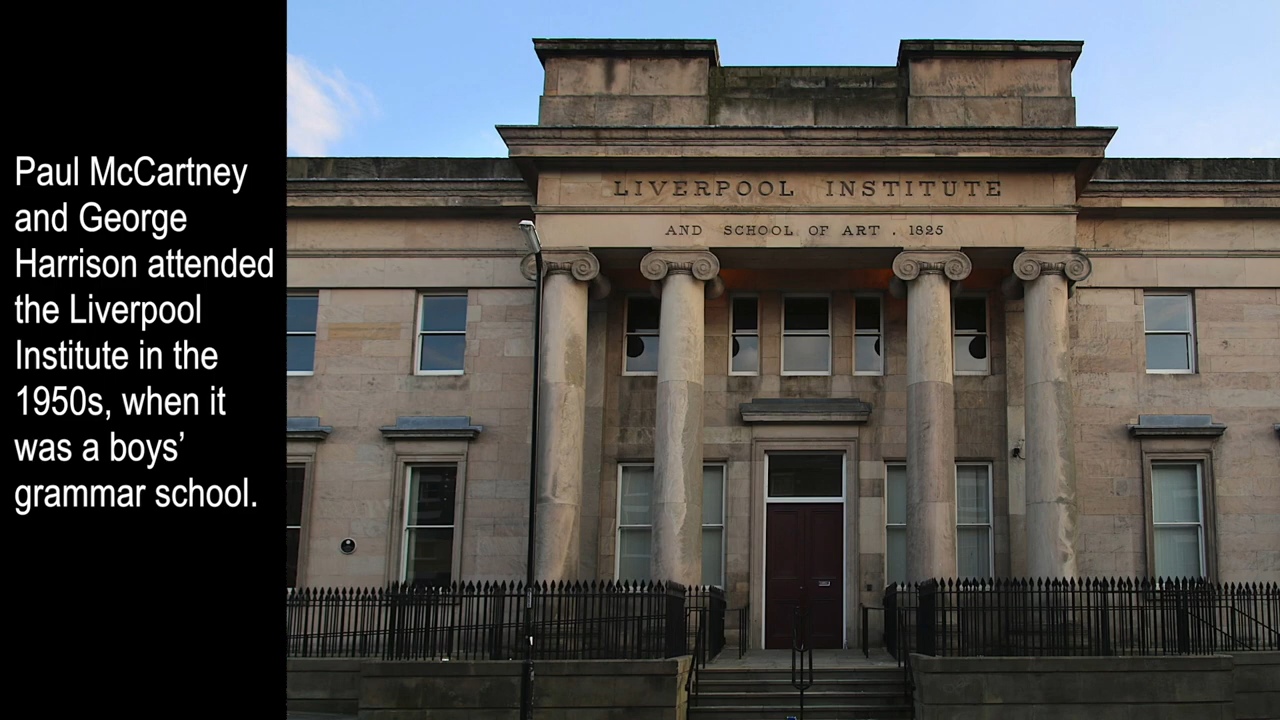 Paul McCartney
and George
Harrison attended
the Liverpool
Institute in the
1950s, when it
was a boys’
grammar school.
LIVERPOOL INSTITUTE
AND SCHOOL OF ART . 1825